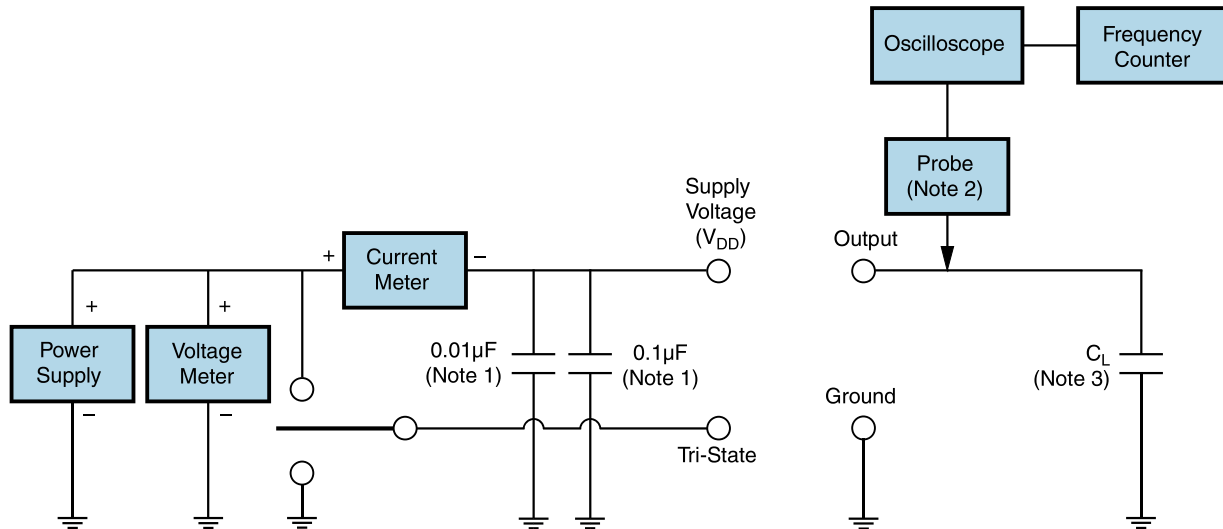 Oscilloscope
Frequency
Counter
Probe
(Note 2)
Supply
Voltage
(VDD)
Output
+
Current
Meter
–
+
+
Power
Supply
Voltage
Meter
–
–
0.01µF
(Note 1)
0.1µF
(Note 1)
CL
(Note 3)
Ground
Tri-State